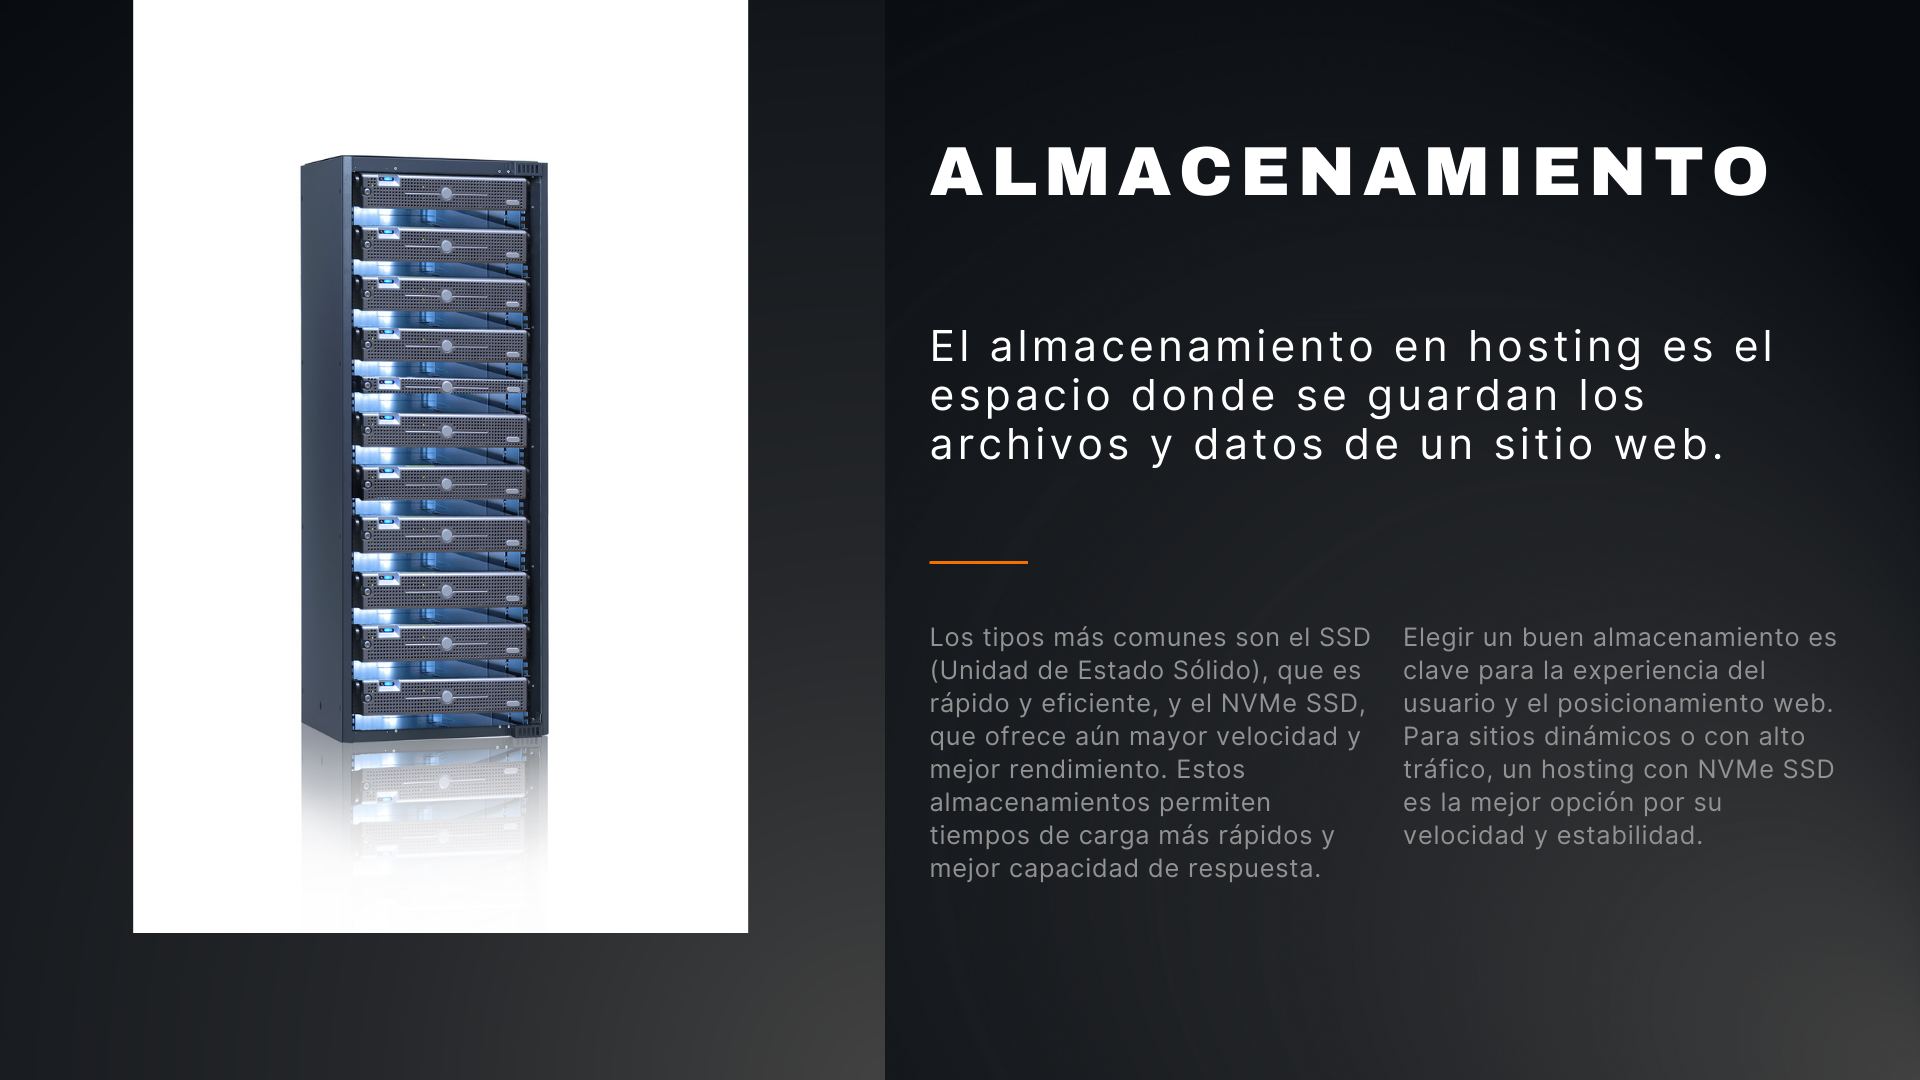 ALMACENAMIENTO
El almacenamiento en hosting es el
espacio donde se guardan los
archivos y datos de un sitio web.
Los tipos más comunes son el SSD
(Unidad de Estado Sólido), que es
rápido y eficiente, y el NVMe SSD,
que ofrece aún mayor velocidad y
mejor rendimiento. Estos
almacenamientos permiten
tiempos de carga más rápidos y
mejor capacidad de respuesta.
Elegir un buen almacenamiento es
clave para la experiencia del
usuario y el posicionamiento web.
Para sitios dinámicos o con alto
tráfico, un hosting con NVMe SSD
es la mejor opción por su
velocidad y estabilidad.